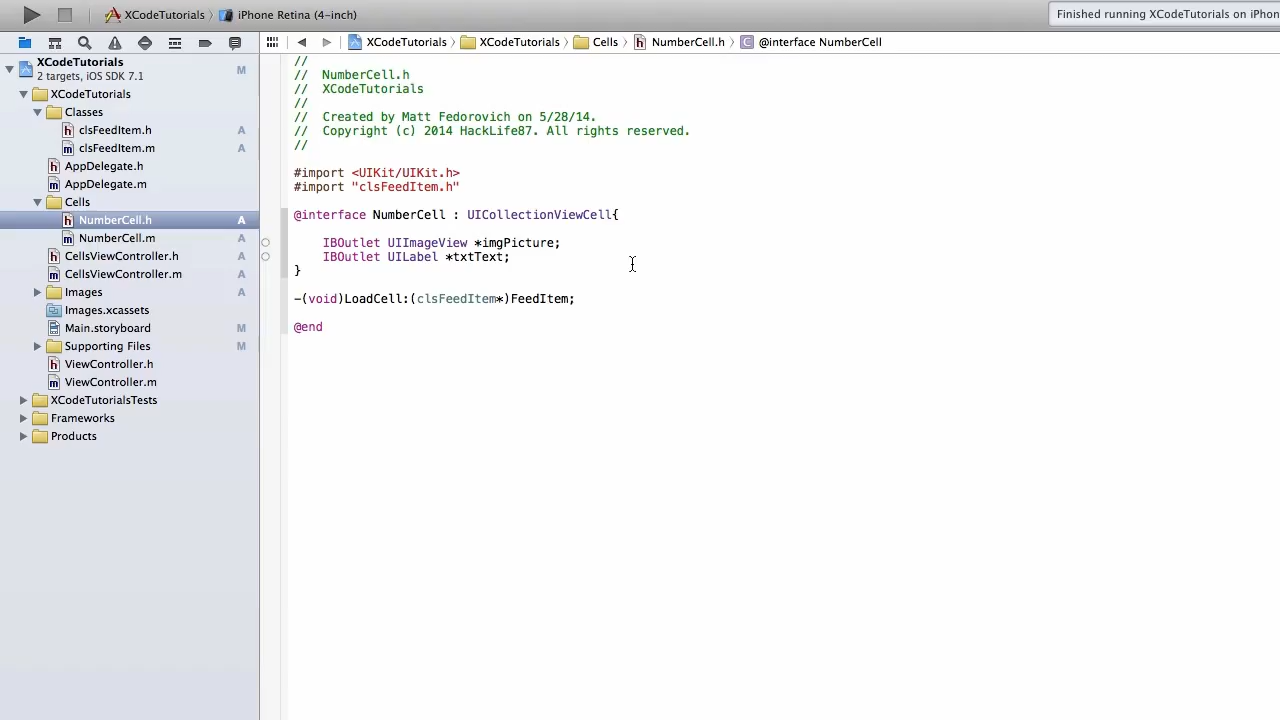 XCodeTutorials iPhone Retina (4-inch)
Finished running XCodeTutorials on iPhon
XCodeTutorials XCodeTutorials Cells NumberCell.h @interface NumberCell
XCodeTutorials M
2 targets, iOS SDK 7.1
XCodeTutorials
Classes
clsFeedItem.h A
clsFeedItem.m A
AppDelegate.h
AppDelegate.m
Cells
NumberCell.h A
NumberCell.m A
CellsViewController.h A
CellsViewController.m A
Images A
Images.xcassets
Main.storyboard M
Supporting Files M
ViewController.h
ViewController.m
XCodeTutorialsTests
Frameworks
Products
//
//  NumberCell.h
//  XCodeTutorials
//
//  Created by Matt Fedorovich on 5/28/14.
//  Copyright (c) 2014 HackLife87. All rights reserved.
//
#import <UIKit/UIKit.h>
#import "clsFeedItem.h"
@interface NumberCell : UICollectionViewCell{
IBOutlet UIImageView *imgPicture;
IBOutlet UILabel *txtText;
}
-(void)LoadCell:(clsFeedItem*)FeedItem;
@end